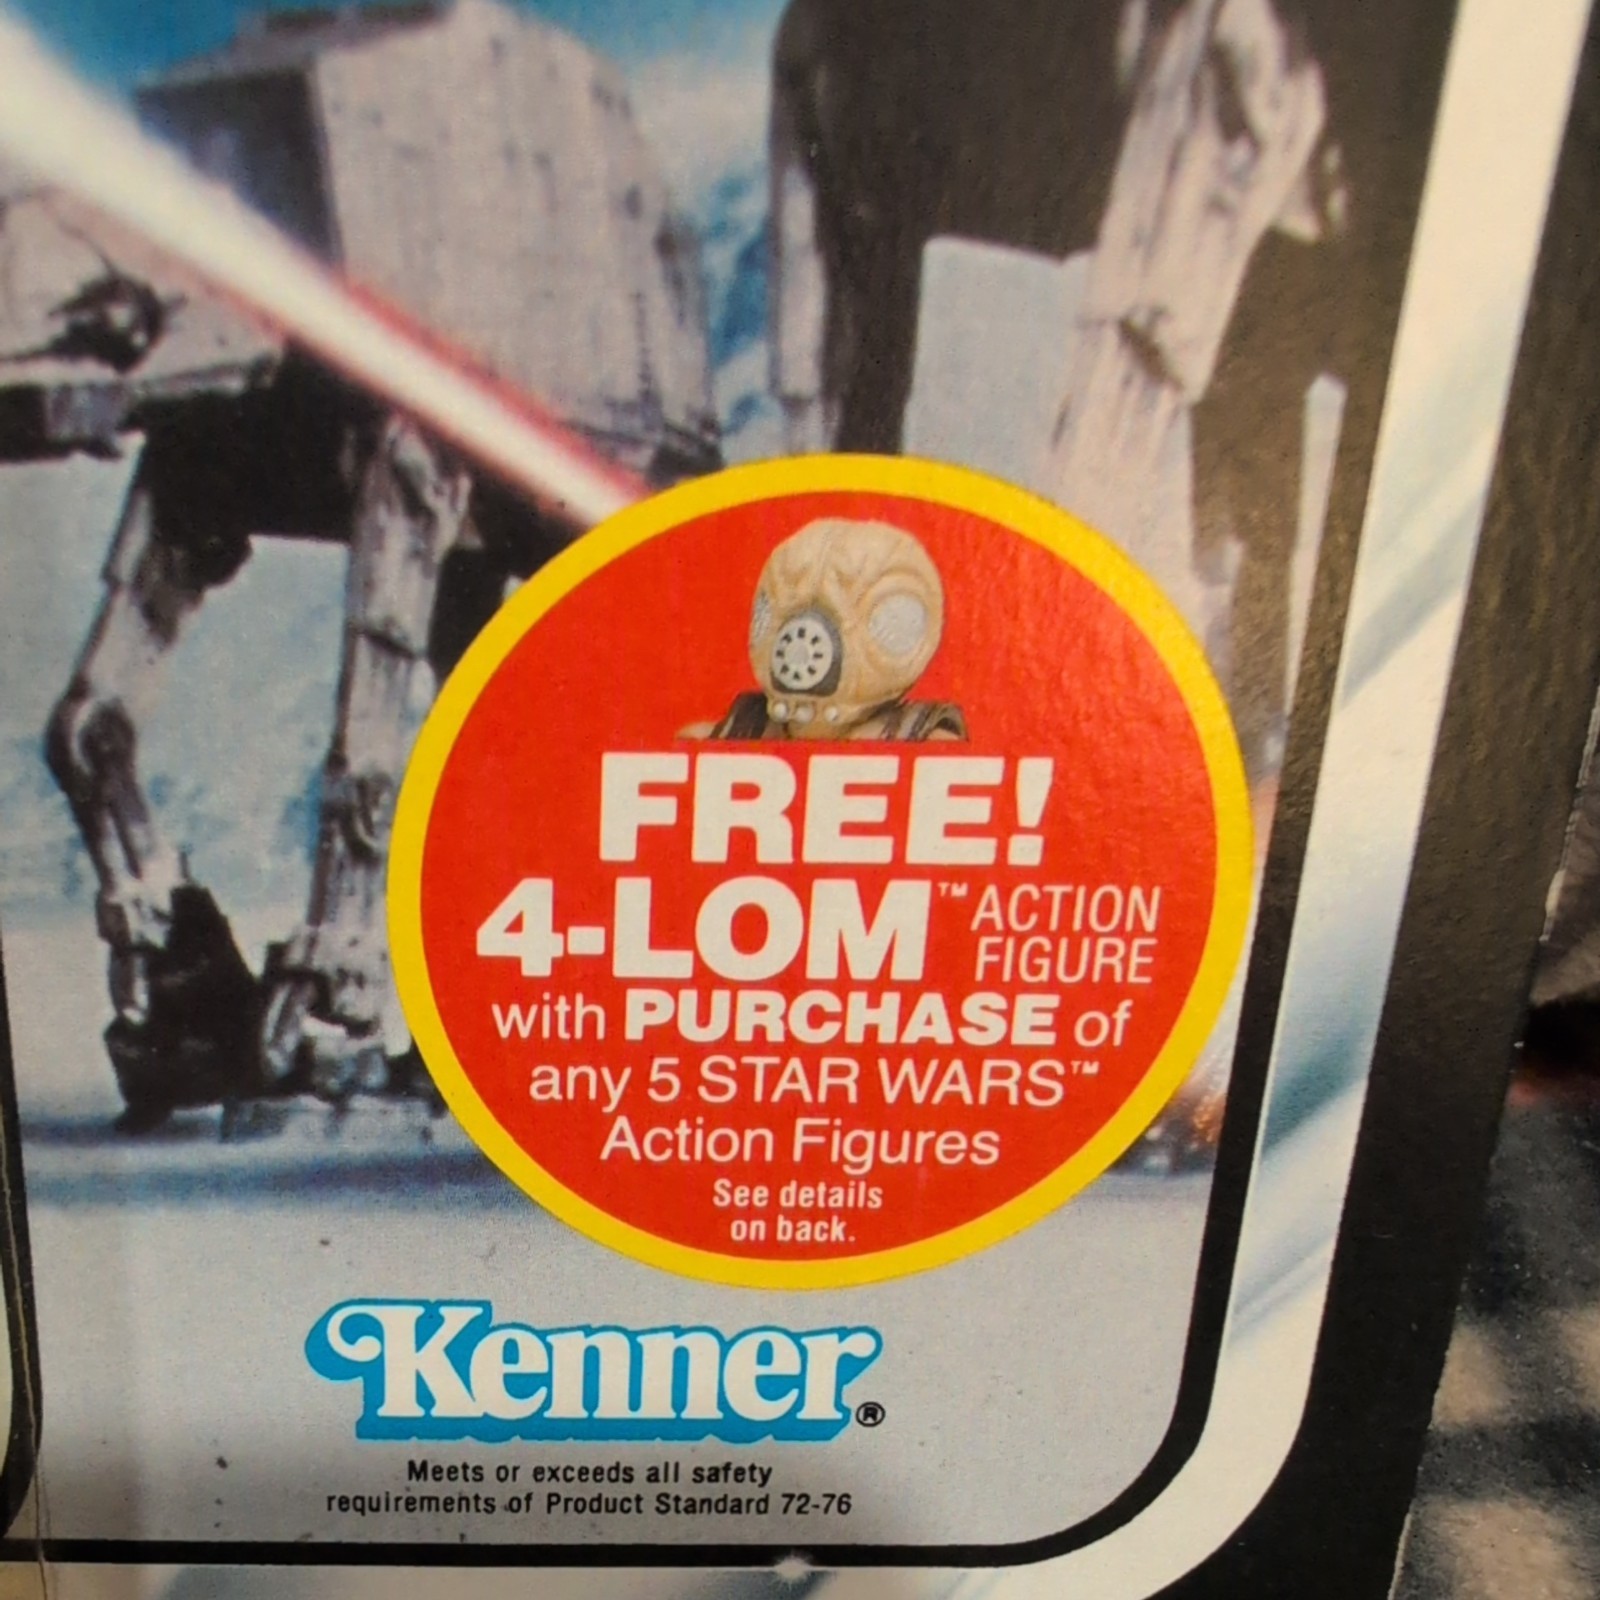 FREE!
4-LOM™ ACTION
FIGURE
with PURCHASE of
any 5 STAR WARS™
Action Figures
See details
on back.
Kenner®
Meets or exceeds all safety
requirements of Product Standard 72-76